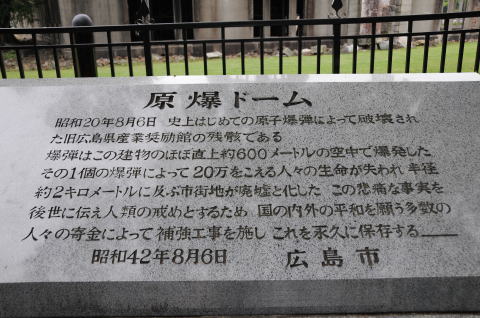 原爆ドーム
昭和20年8月6日 史上はじめての原子爆弾によって破壊され
た旧広島県産業奨励館の残骸である
爆弾はこの建物のほぼ直上約600メートルの空中で爆発した
その1個の爆弾によって20万をこえる人々の生命が失われ 半径
約2キロメートルに及ぶ市街地が廃墟と化した この悲痛な事実を
後世に伝え人類の戒めとするため 国の内外の平和を願う多数の
人々の寄金によって補強工事を施し これを永久に保存する
昭和42年8月6日 広島市